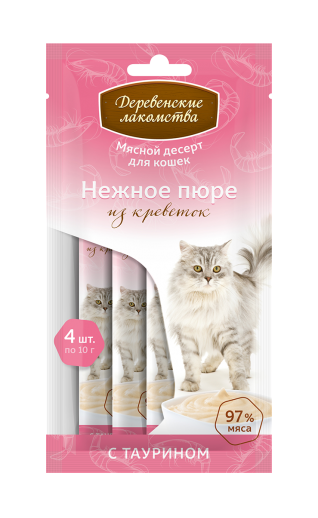 Деревенские
лакомства
Мясной десерт
для кошек
Нежное пюре
из креветок
4 шт.
по 10 г
97%
мяса
С ТАУРИНОМ